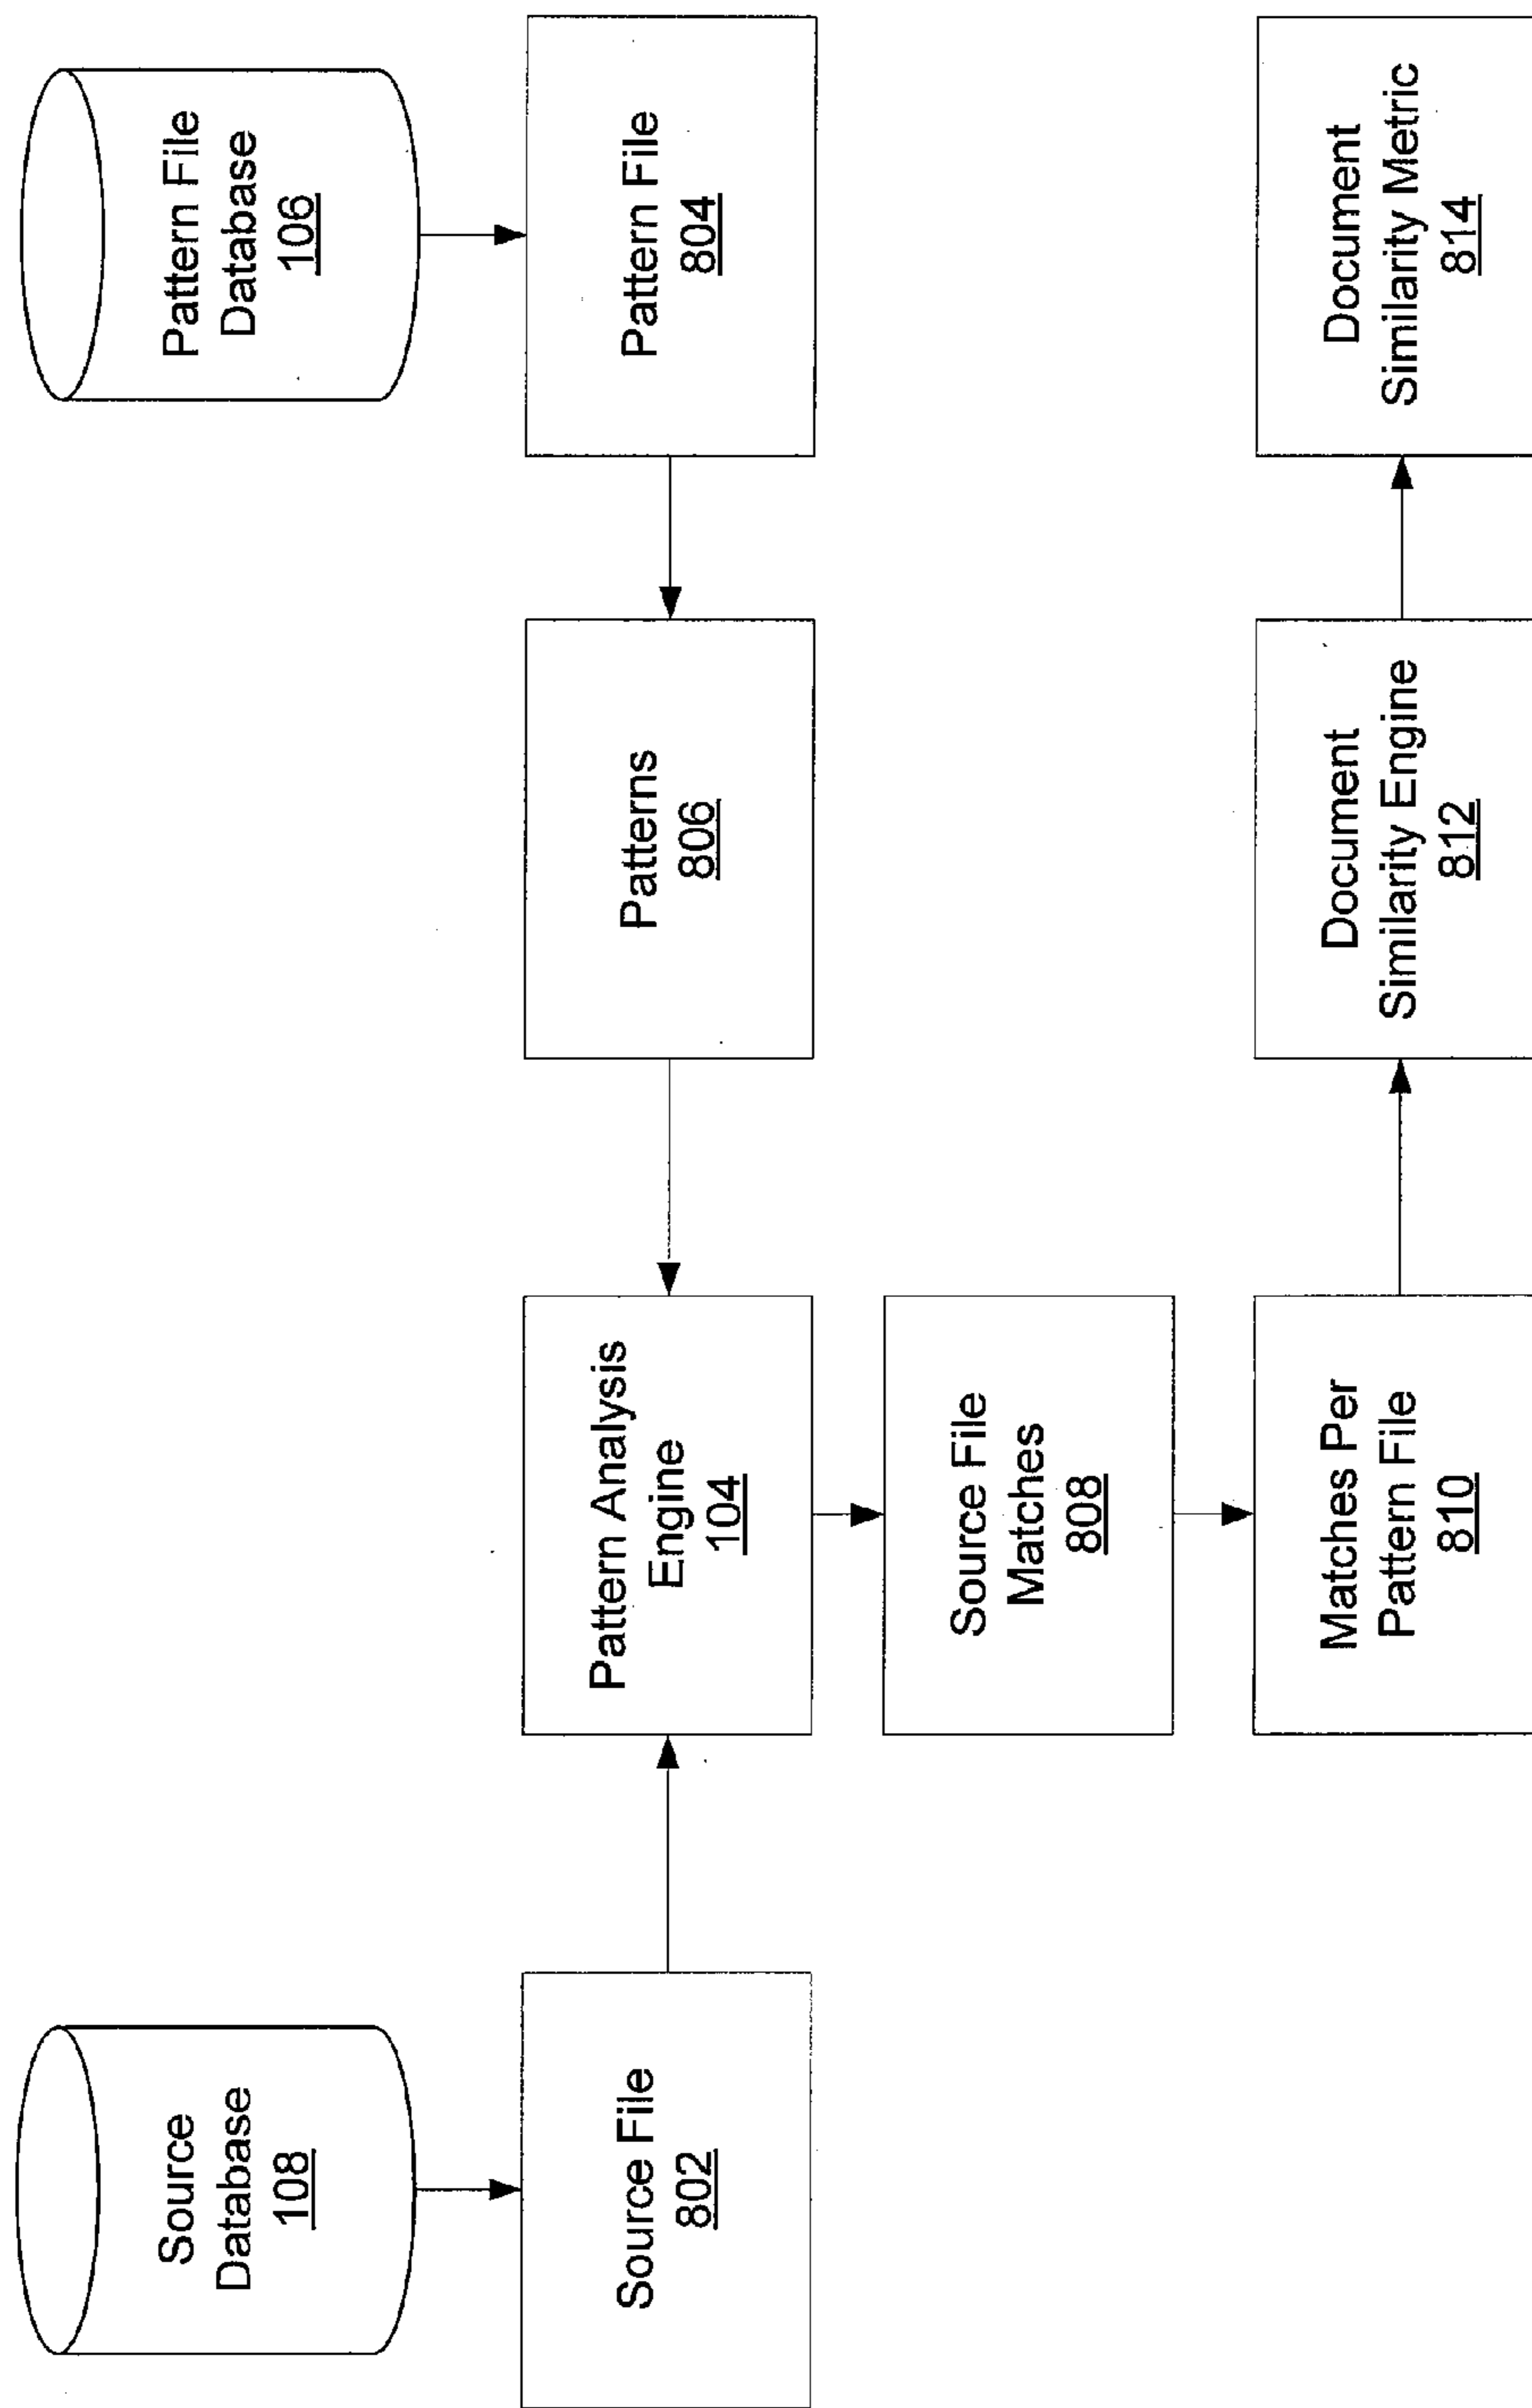 Source
Database
108
Pattern File
Database
106
Source File
802
Pattern Analysis
Engine
104
Patterns
806
Pattern File
804
Source File
Matches
808
Matches Per
Pattern File
810
Document
Similarity Engine
812
Document
Similarity Metric
814